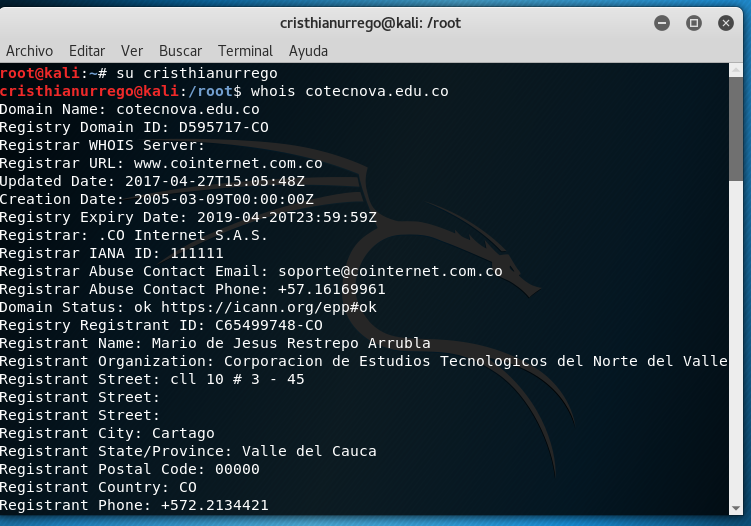 cristhianurrego@kali: /root
Archivo Editar Ver Buscar Terminal Ayuda
root@kali:~# su cristhianurrego
cristhianurrego@kali:/root$ whois cotecnova.edu.co
Domain Name: cotecnova.edu.co
Registry Domain ID: D595717-CO
Registrar WHOIS Server:
Registrar URL: www.cointernet.com.co
Updated Date: 2017-04-27T15:05:48Z
Creation Date: 2005-03-09T00:00:00Z
Registry Expiry Date: 2019-04-20T23:59:59Z
Registrar: .CO Internet S.A.S.
Registrar IANA ID: 111111
Registrar Abuse Contact Email: soporte@cointernet.com.co
Registrar Abuse Contact Phone: +57.16169961
Domain Status: ok https://icann.org/epp#ok
Registry Registrant ID: C65499748-CO
Registrant Name: Mario de Jesus Restrepo Arrubla
Registrant Organization: Corporacion de Estudios Tecnologicos del Norte del Valle
Registrant Street: cll 10 # 3 - 45
Registrant Street:
Registrant Street:
Registrant City: Cartago
Registrant State/Province: Valle del Cauca
Registrant Postal Code: 00000
Registrant Country: CO
Registrant Phone: +572.2134421